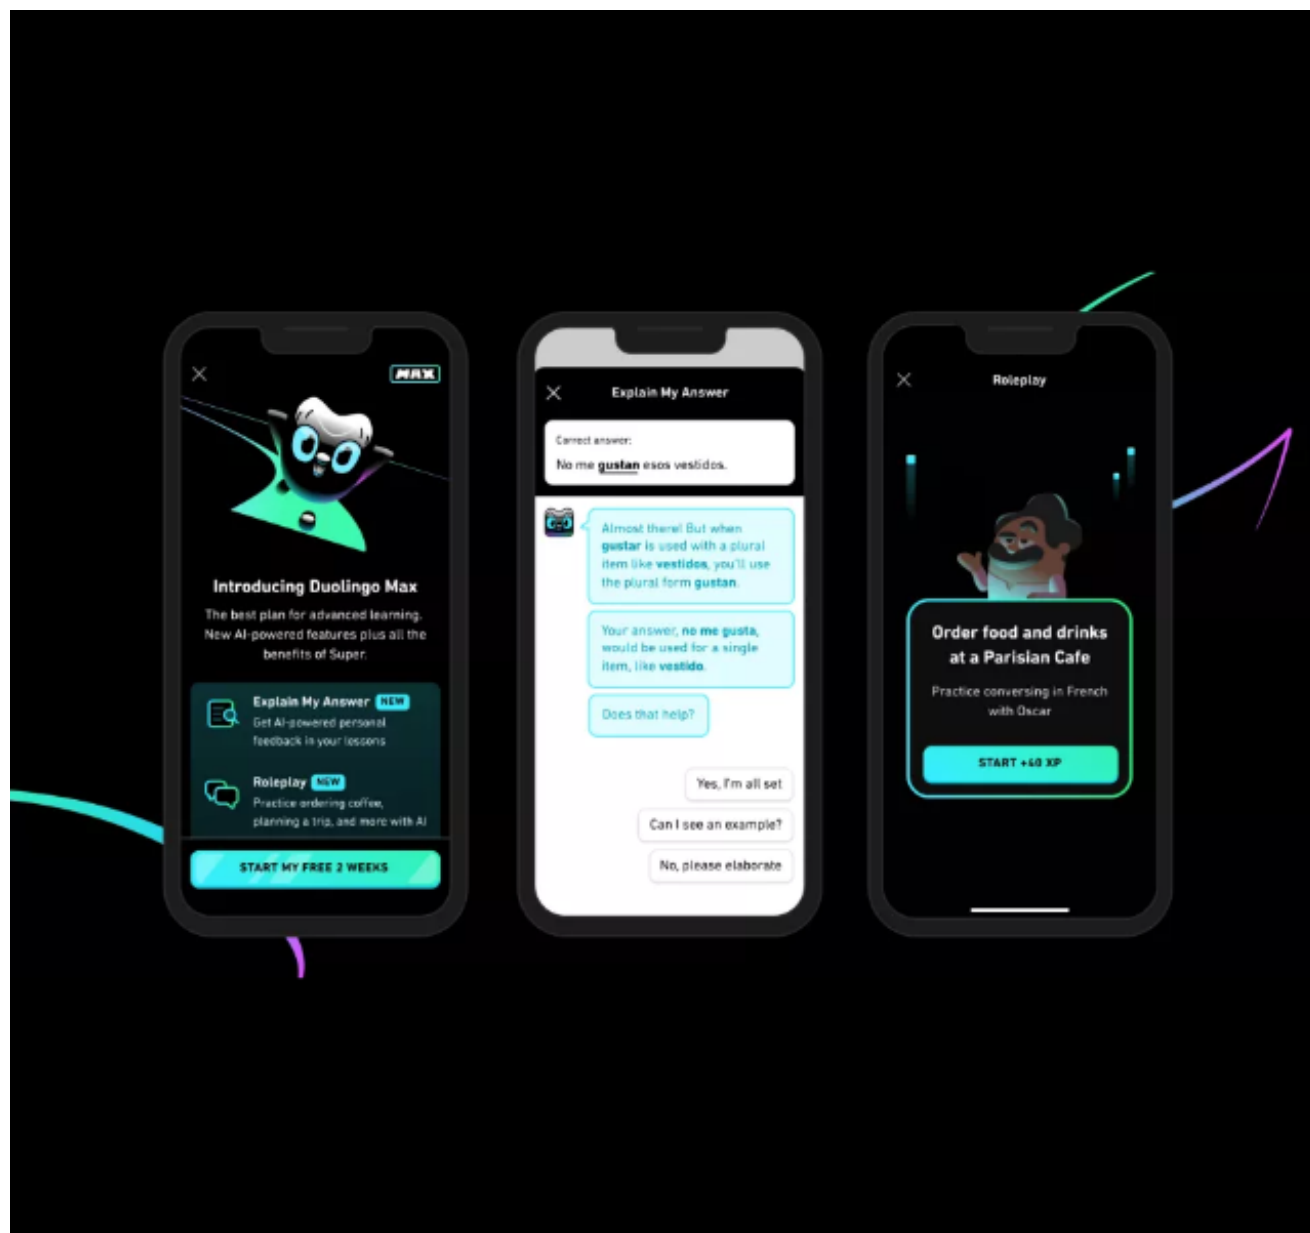 MAX
Introducing Duolingo Max
The best plan for advanced learning.
New AI-powered features plus all the
benefits of Super.
Explain My Answer NEW
Get AI-powered personal
feedback in your lessons
Roleplay NEW
Practice ordering coffee,
planning a trip, and more with AI
START MY FREE 2 WEEKS
Explain My Answer
Correct answer:
No me gustan esos vestidos.
Almost there! But when
gustar is used with a plural
item like vestidos, you'll use
the plural form gustan.
Your answer, no me gusta,
would be used for a single
item, like vestido.
Does that help?
Yes, I'm all set
Can I see an example?
No, please elaborate
Roleplay
Order food and drinks
at a Parisian Cafe
Practice conversing in French
with Oscar
START +40 XP